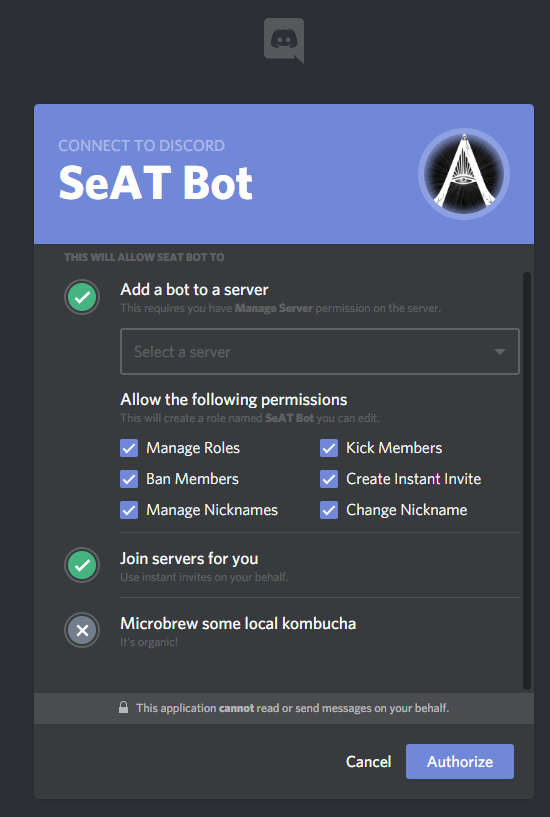 CONNECT TO DISCORD
SeAT Bot
THIS WILL ALLOW SEAT BOT TO
Add a bot to a server
This requires you have Manage Server permission on the server.
Select a server
Allow the following permissions
This will create a role named SeAT Bot you can edit.
Manage Roles
Kick Members
Ban Members
Create Instant Invite
Manage Nicknames
Change Nickname
Join servers for you
Use instant invites on your behalf.
Microbrew some local kombucha
It's organic!
This application cannot read or send messages on your behalf.
Cancel
Authorize